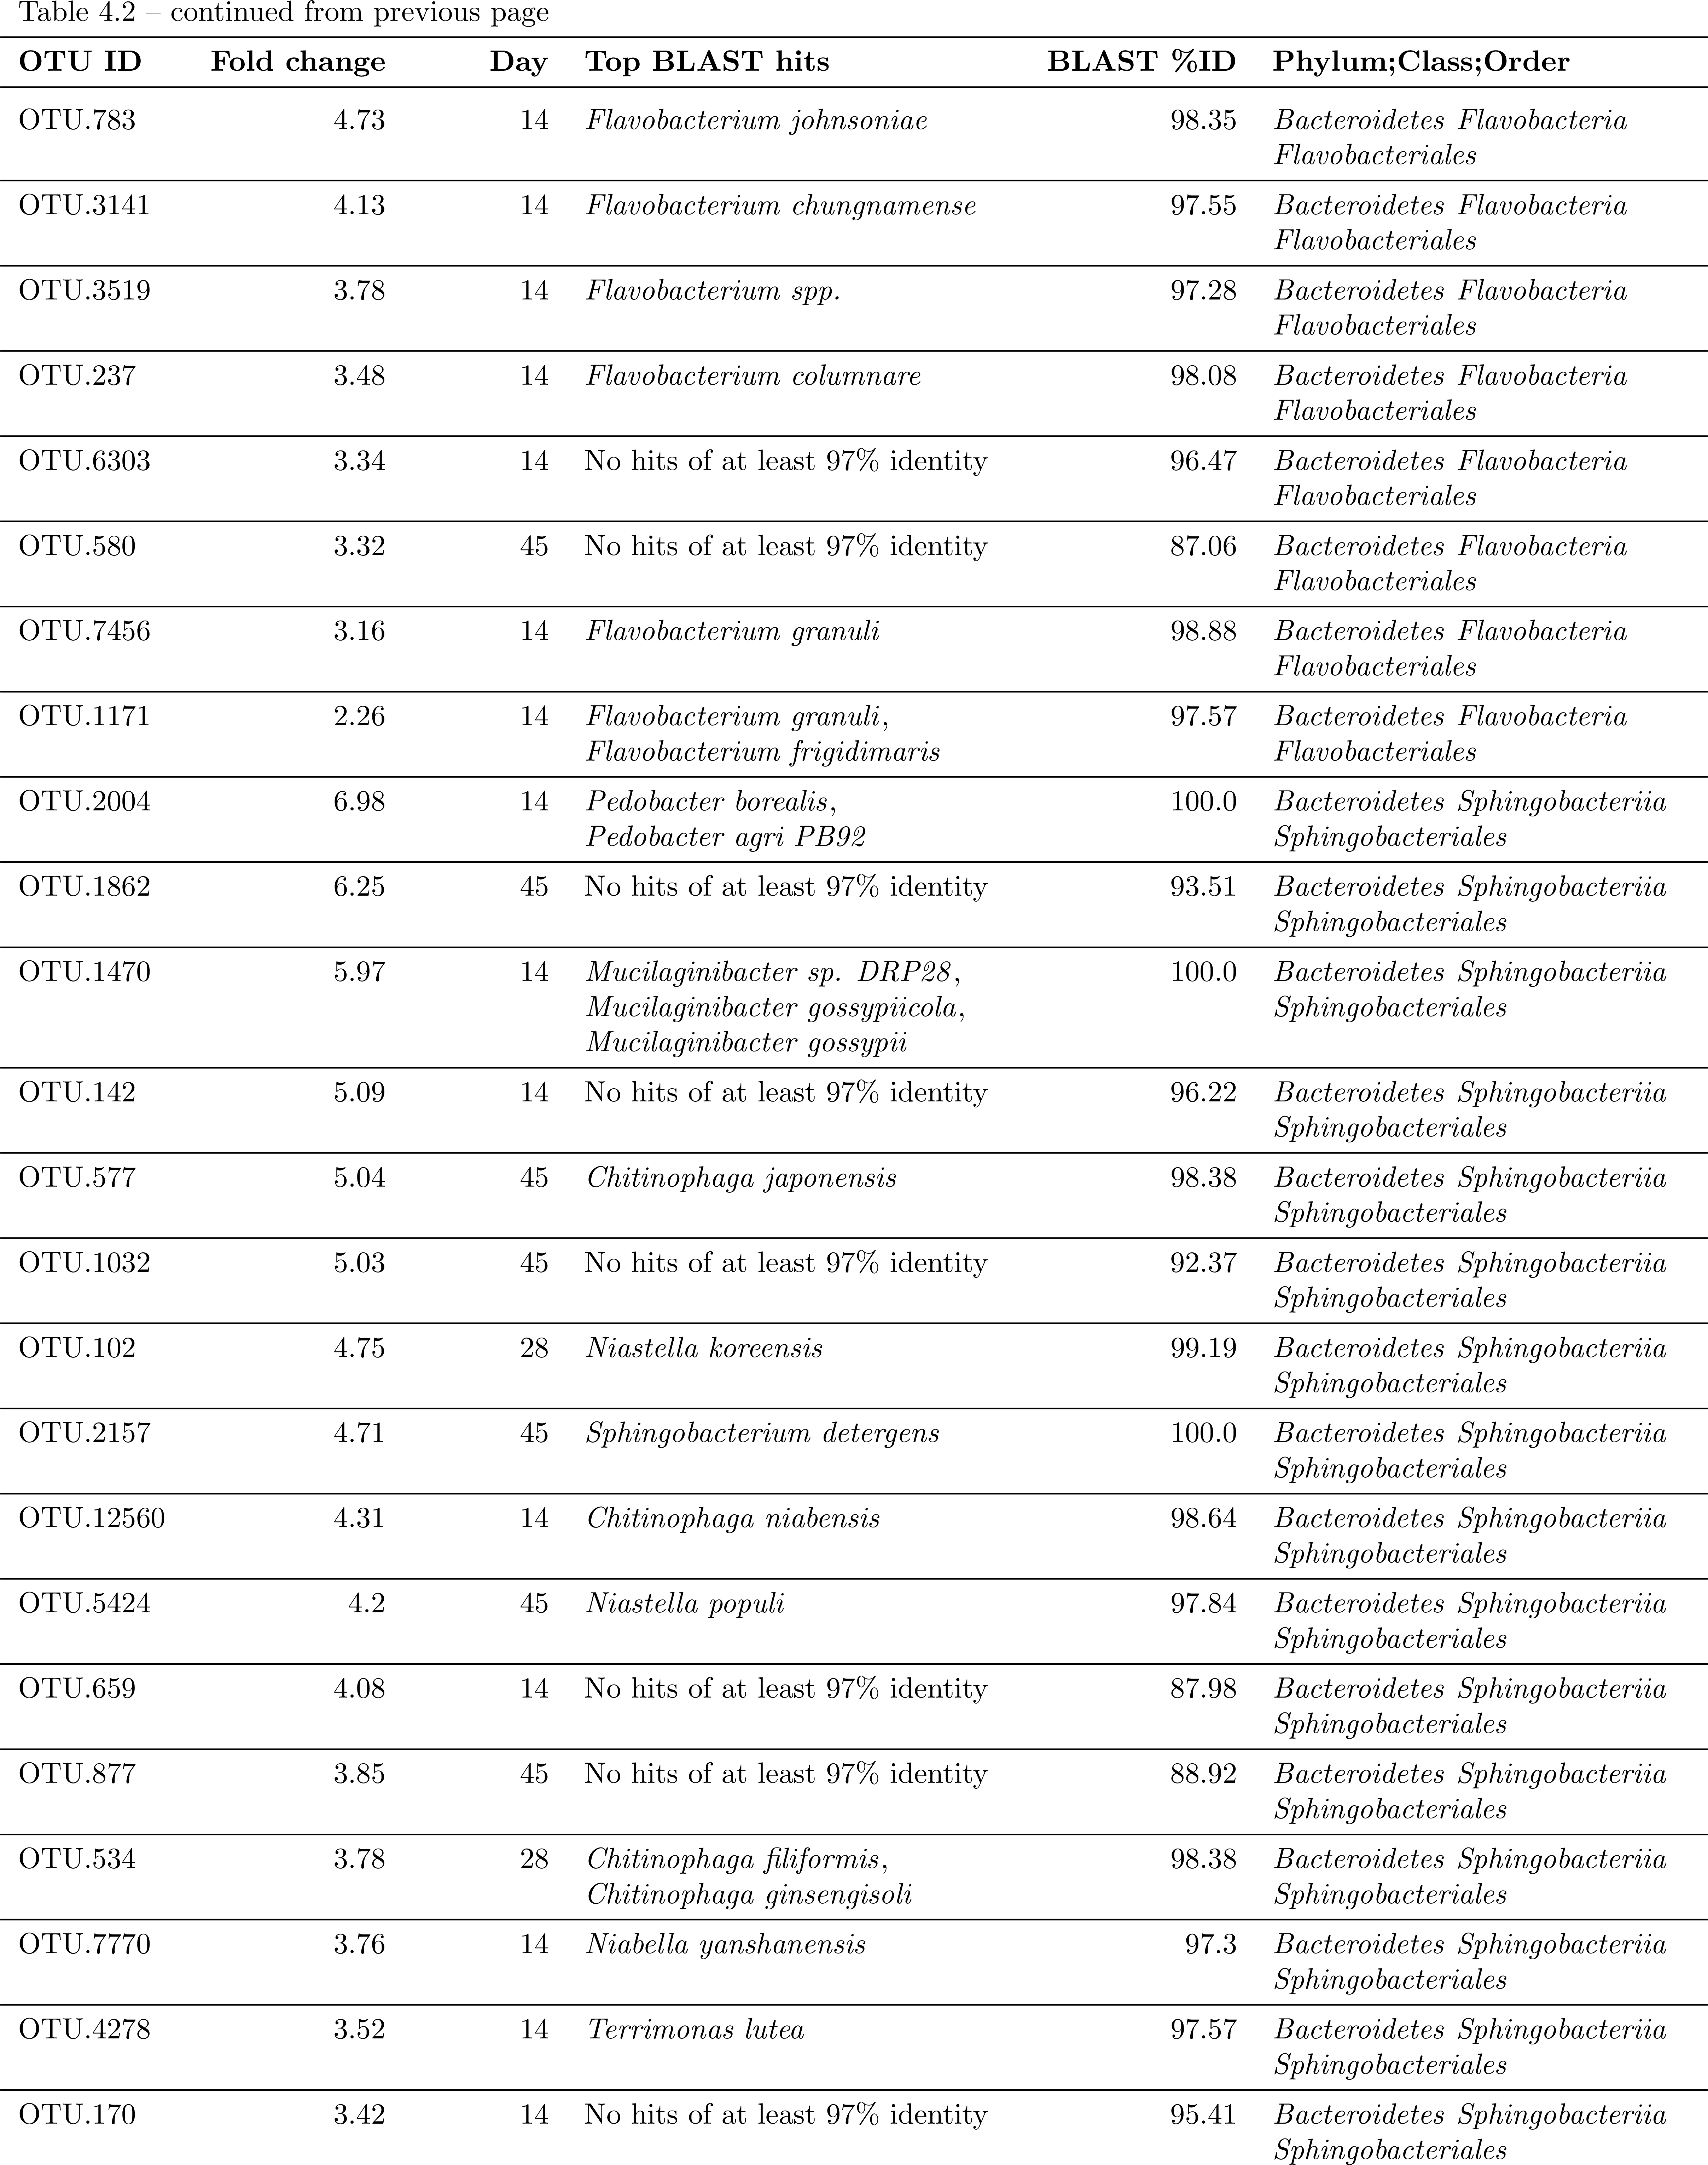 Table 4.2 – continued from previous page
OTU ID Fold change Day Top BLAST hits BLAST %ID Phylum;Class;Order
OTU.783 4.73 14 Flavobacterium johnsoniae 98.35 Bacteroidetes Flavobacteria
Flavobacteriales
OTU.3141 4.13 14 Flavobacterium chungnamense 97.55 Bacteroidetes Flavobacteria
Flavobacteriales
OTU.3519 3.78 14 Flavobacterium spp. 97.28 Bacteroidetes Flavobacteria
Flavobacteriales
OTU.237 3.48 14 Flavobacterium columnare 98.08 Bacteroidetes Flavobacteria
Flavobacteriales
OTU.6303 3.34 14 No hits of at least 97% identity 96.47 Bacteroidetes Flavobacteria
Flavobacteriales
OTU.580 3.32 45 No hits of at least 97% identity 87.06 Bacteroidetes Flavobacteria
Flavobacteriales
OTU.7456 3.16 14 Flavobacterium granuli 98.88 Bacteroidetes Flavobacteria
Flavobacteriales
OTU.1171 2.26 14 Flavobacterium granuli, 97.57 Bacteroidetes Flavobacteria
Flavobacterium frigidimaris Flavobacteriales
OTU.2004 6.98 14 Pedobacter borealis, 100.0 Bacteroidetes Sphingobacteriia
Pedobacter agri PB92 Sphingobacteriales
OTU.1862 6.25 45 No hits of at least 97% identity 93.51 Bacteroidetes Sphingobacteriia
Sphingobacteriales
OTU.1470 5.97 14 Mucilaginibacter sp. DRP28, 100.0 Bacteroidetes Sphingobacteriia
Mucilaginibacter gossypiicola, Sphingobacteriales
Mucilaginibacter gossypii
OTU.142 5.09 14 No hits of at least 97% identity 96.22 Bacteroidetes Sphingobacteriia
Sphingobacteriales
OTU.577 5.04 45 Chitinophaga japonensis 98.38 Bacteroidetes Sphingobacteriia
Sphingobacteriales
OTU.1032 5.03 45 No hits of at least 97% identity 92.37 Bacteroidetes Sphingobacteriia
Sphingobacteriales
OTU.102 4.75 28 Niastella koreensis 99.19 Bacteroidetes Sphingobacteriia
Sphingobacteriales
OTU.2157 4.71 45 Sphingobacterium detergens 100.0 Bacteroidetes Sphingobacteriia
Sphingobacteriales
OTU.12560 4.31 14 Chitinophaga niabensis 98.64 Bacteroidetes Sphingobacteriia
Sphingobacteriales
OTU.5424 4.2 45 Niastella populi 97.84 Bacteroidetes Sphingobacteriia
Sphingobacteriales
OTU.659 4.08 14 No hits of at least 97% identity 87.98 Bacteroidetes Sphingobacteriia
Sphingobacteriales
OTU.877 3.85 45 No hits of at least 97% identity 88.92 Bacteroidetes Sphingobacteriia
Sphingobacteriales
OTU.534 3.78 28 Chitinophaga filiformis, 98.38 Bacteroidetes Sphingobacteriia
Chitinophaga ginsengisoli Sphingobacteriales
OTU.7770 3.76 14 Niabella yanshanensis 97.3 Bacteroidetes Sphingobacteriia
Sphingobacteriales
OTU.4278 3.52 14 Terrimonas lutea 97.57 Bacteroidetes Sphingobacteriia
Sphingobacteriales
OTU.170 3.42 14 No hits of at least 97% identity 95.41 Bacteroidetes Sphingobacteriia
Sphingobacteriales